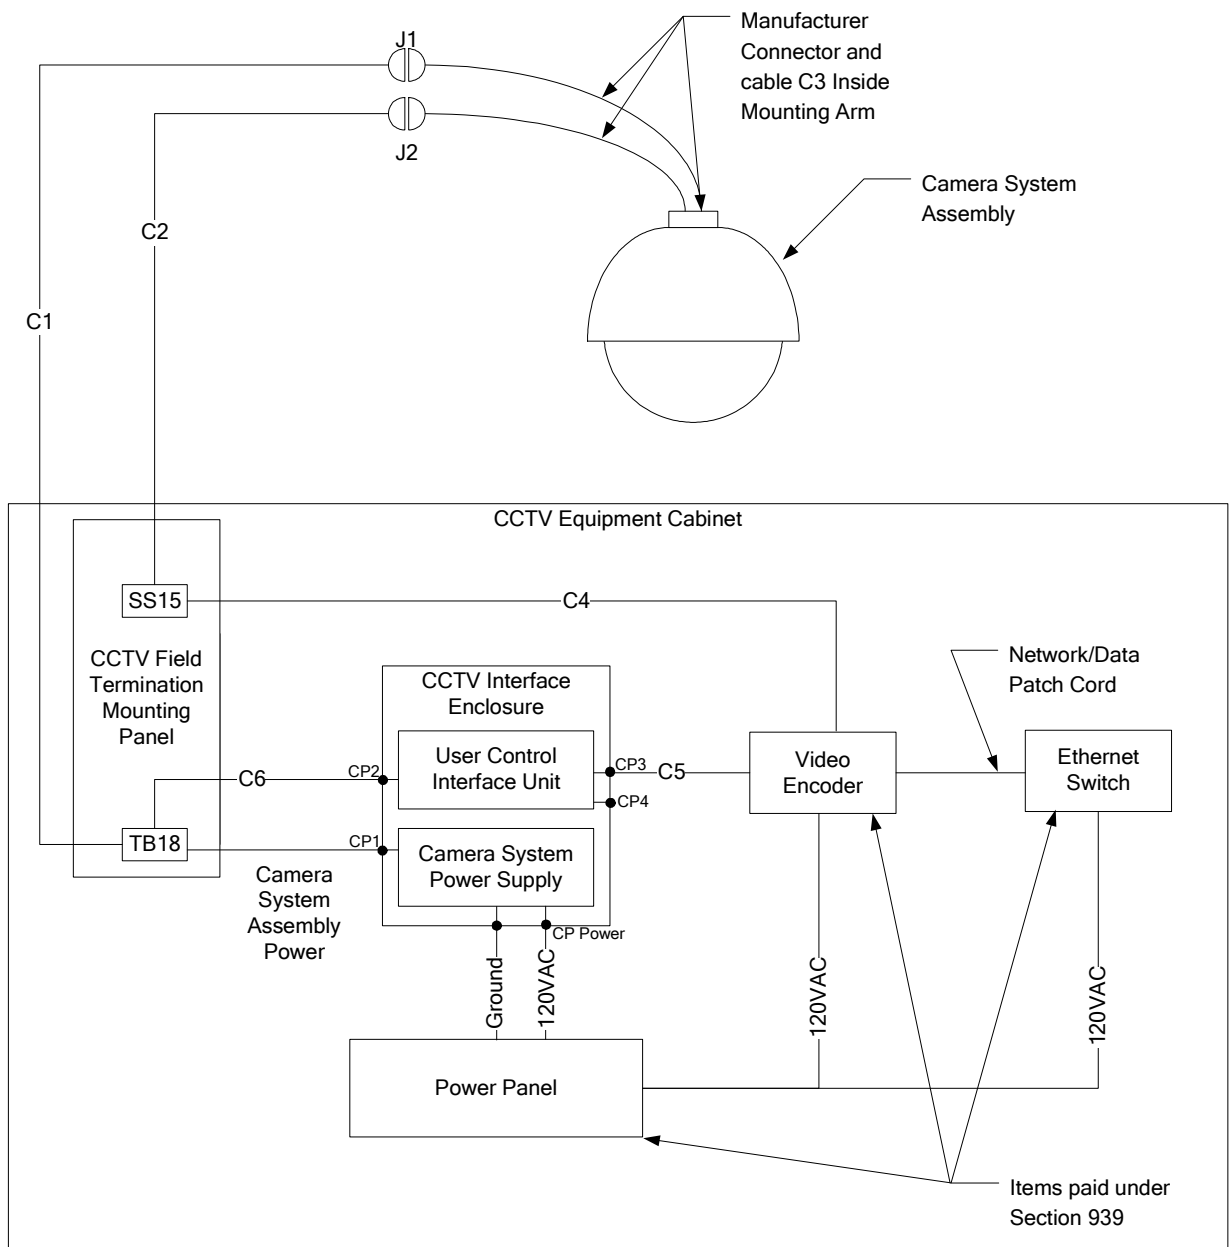 J1
Manufacturer
Connector and
cable C3 Inside
Mounting Arm
J2
Camera System
Assembly
C2
C1
CCTV Equipment Cabinet
SS15
C4
CCTV Field
Termination
Mounting
Panel
Network/Data
Patch Cord
CCTV Interface
Enclosure
User Control
Interface Unit
CP2
C6
CP3
C5
CP4
Video
Encoder
Ethernet
Switch
TB18
CP1
Camera System
Power Supply
Camera
System
Assembly
Power
CP Power
Ground
120VAC
120VAC
120VAC
Power Panel
Items paid under
Section 939